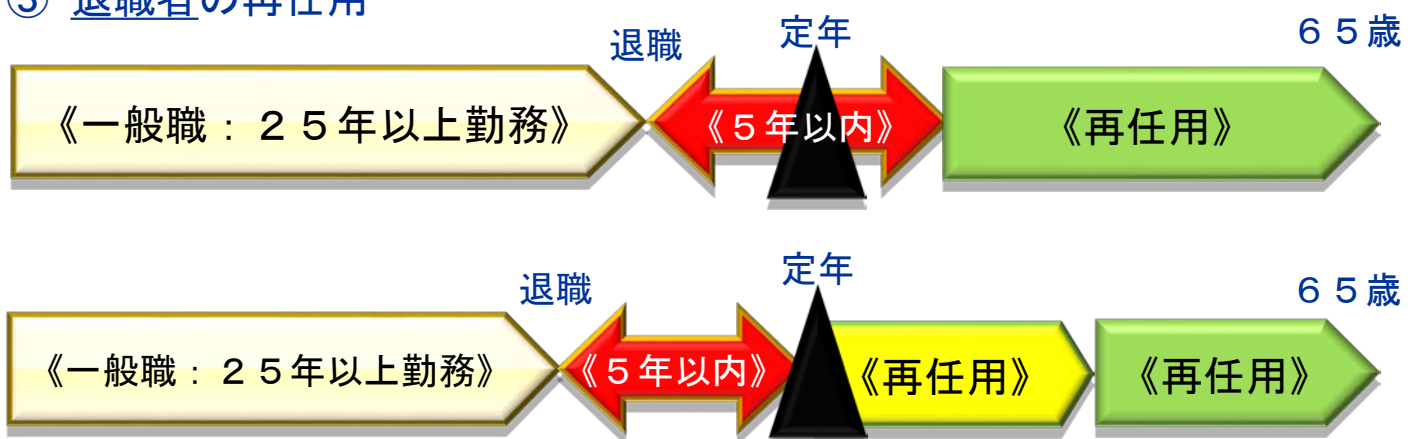 ③ 退職者の再任用
退職 定年 ６５歳
《一般職：２５年以上勤務》 《５年以内》 《再任用》
退職 定年 ６５歳
《一般職：２５年以上勤務》 《５年以内》 《再任用》 《再任用》